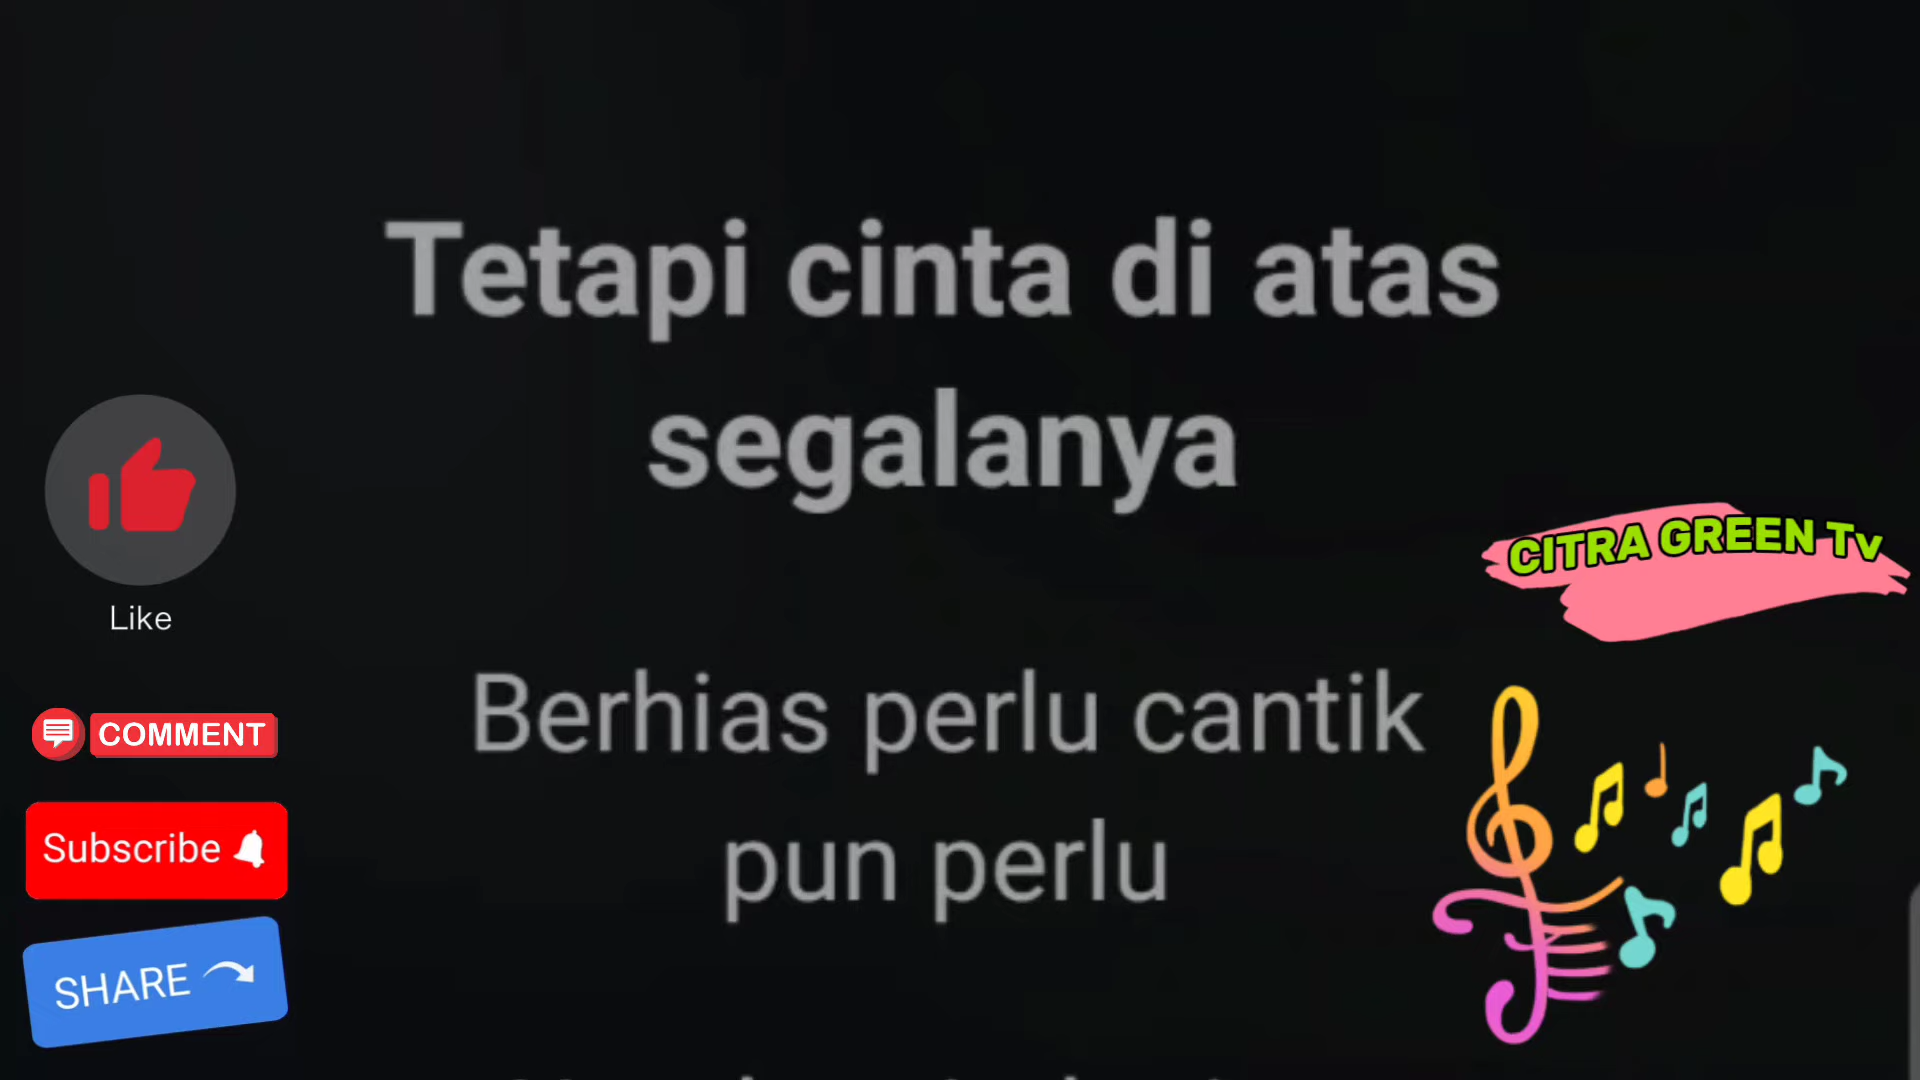 Tetapi cinta di atas
segalanya
CITRA GREEN Tv
Like
Berhias perlu cantik
pun perlu
COMMENT
Subscribe
SHARE